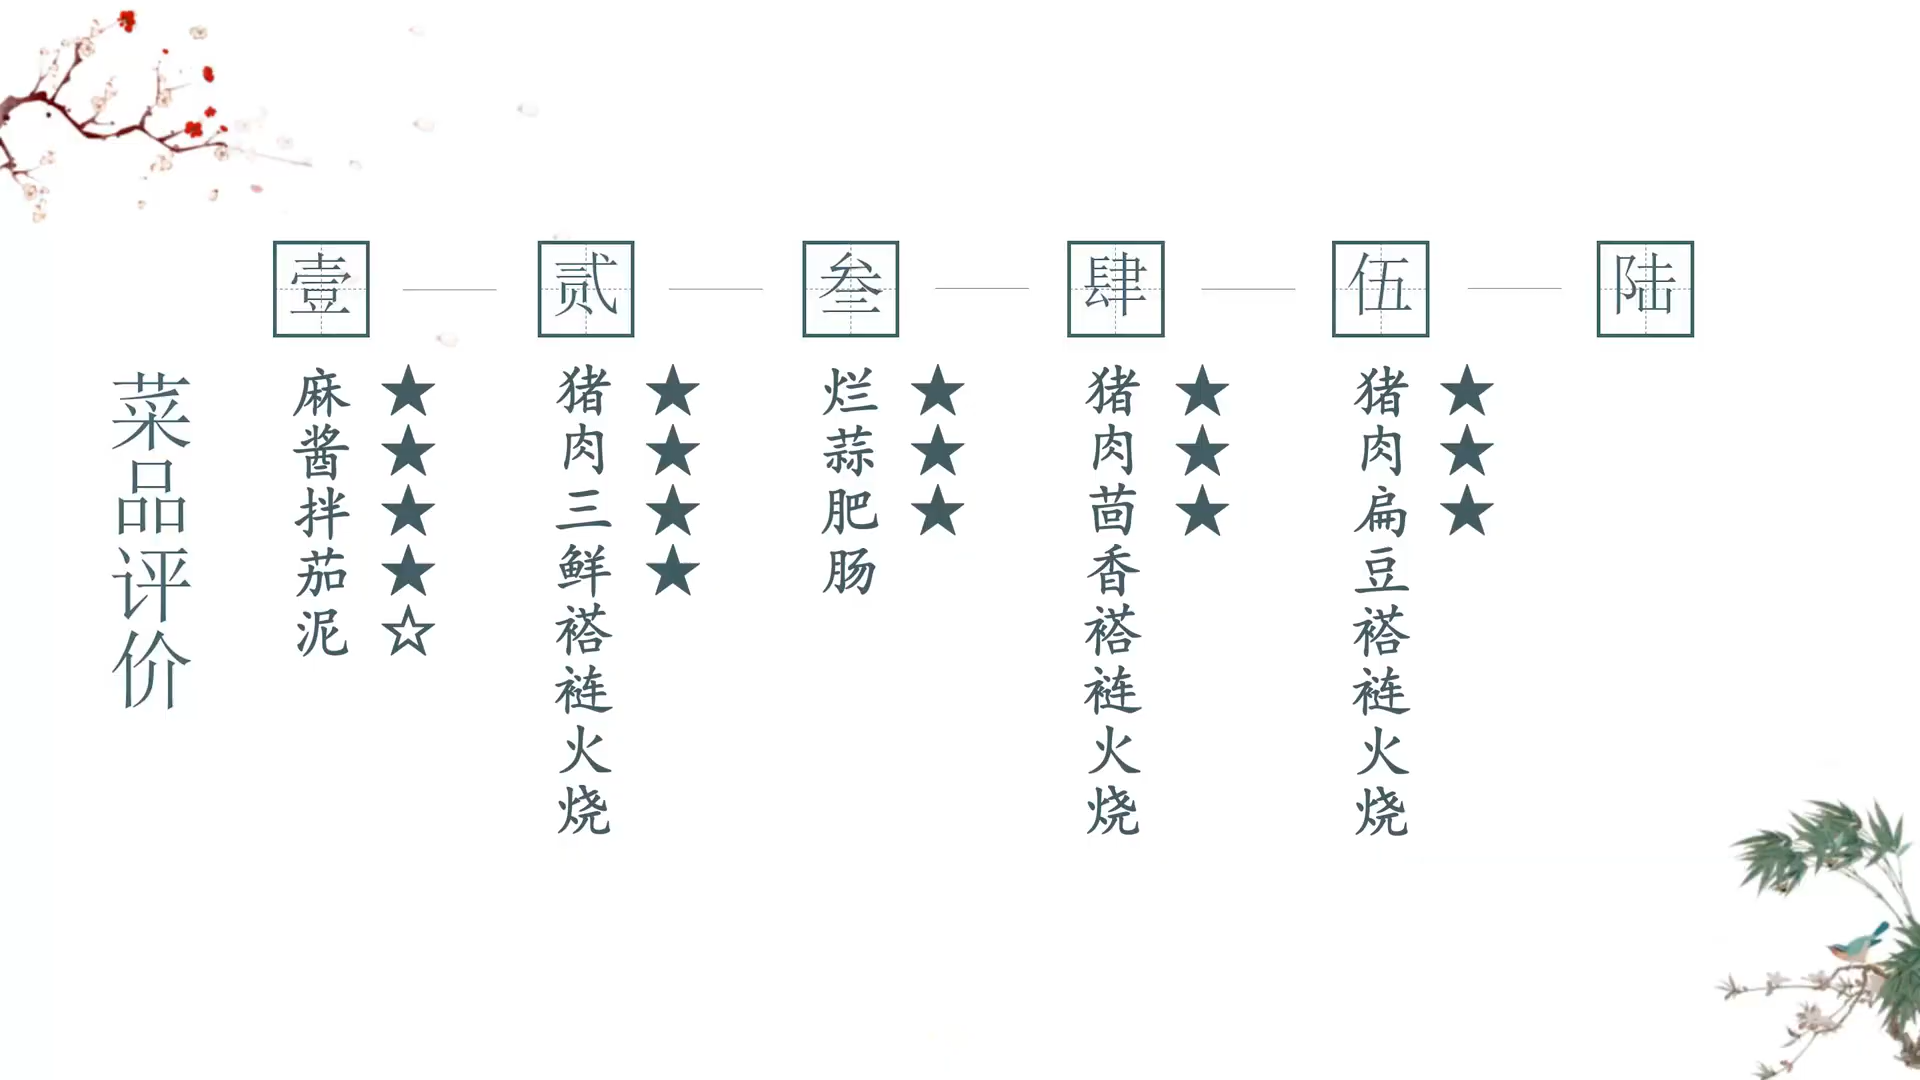 菜品评价
壹
麻酱拌茄泥
★★★★☆
贰
猪肉三鲜褡裢火烧
★★★★
叁
烂蒜肥肠
★★★
肆
猪肉茴香褡裢火烧
★★★
伍
猪肉扁豆褡裢火烧
★★★
陆